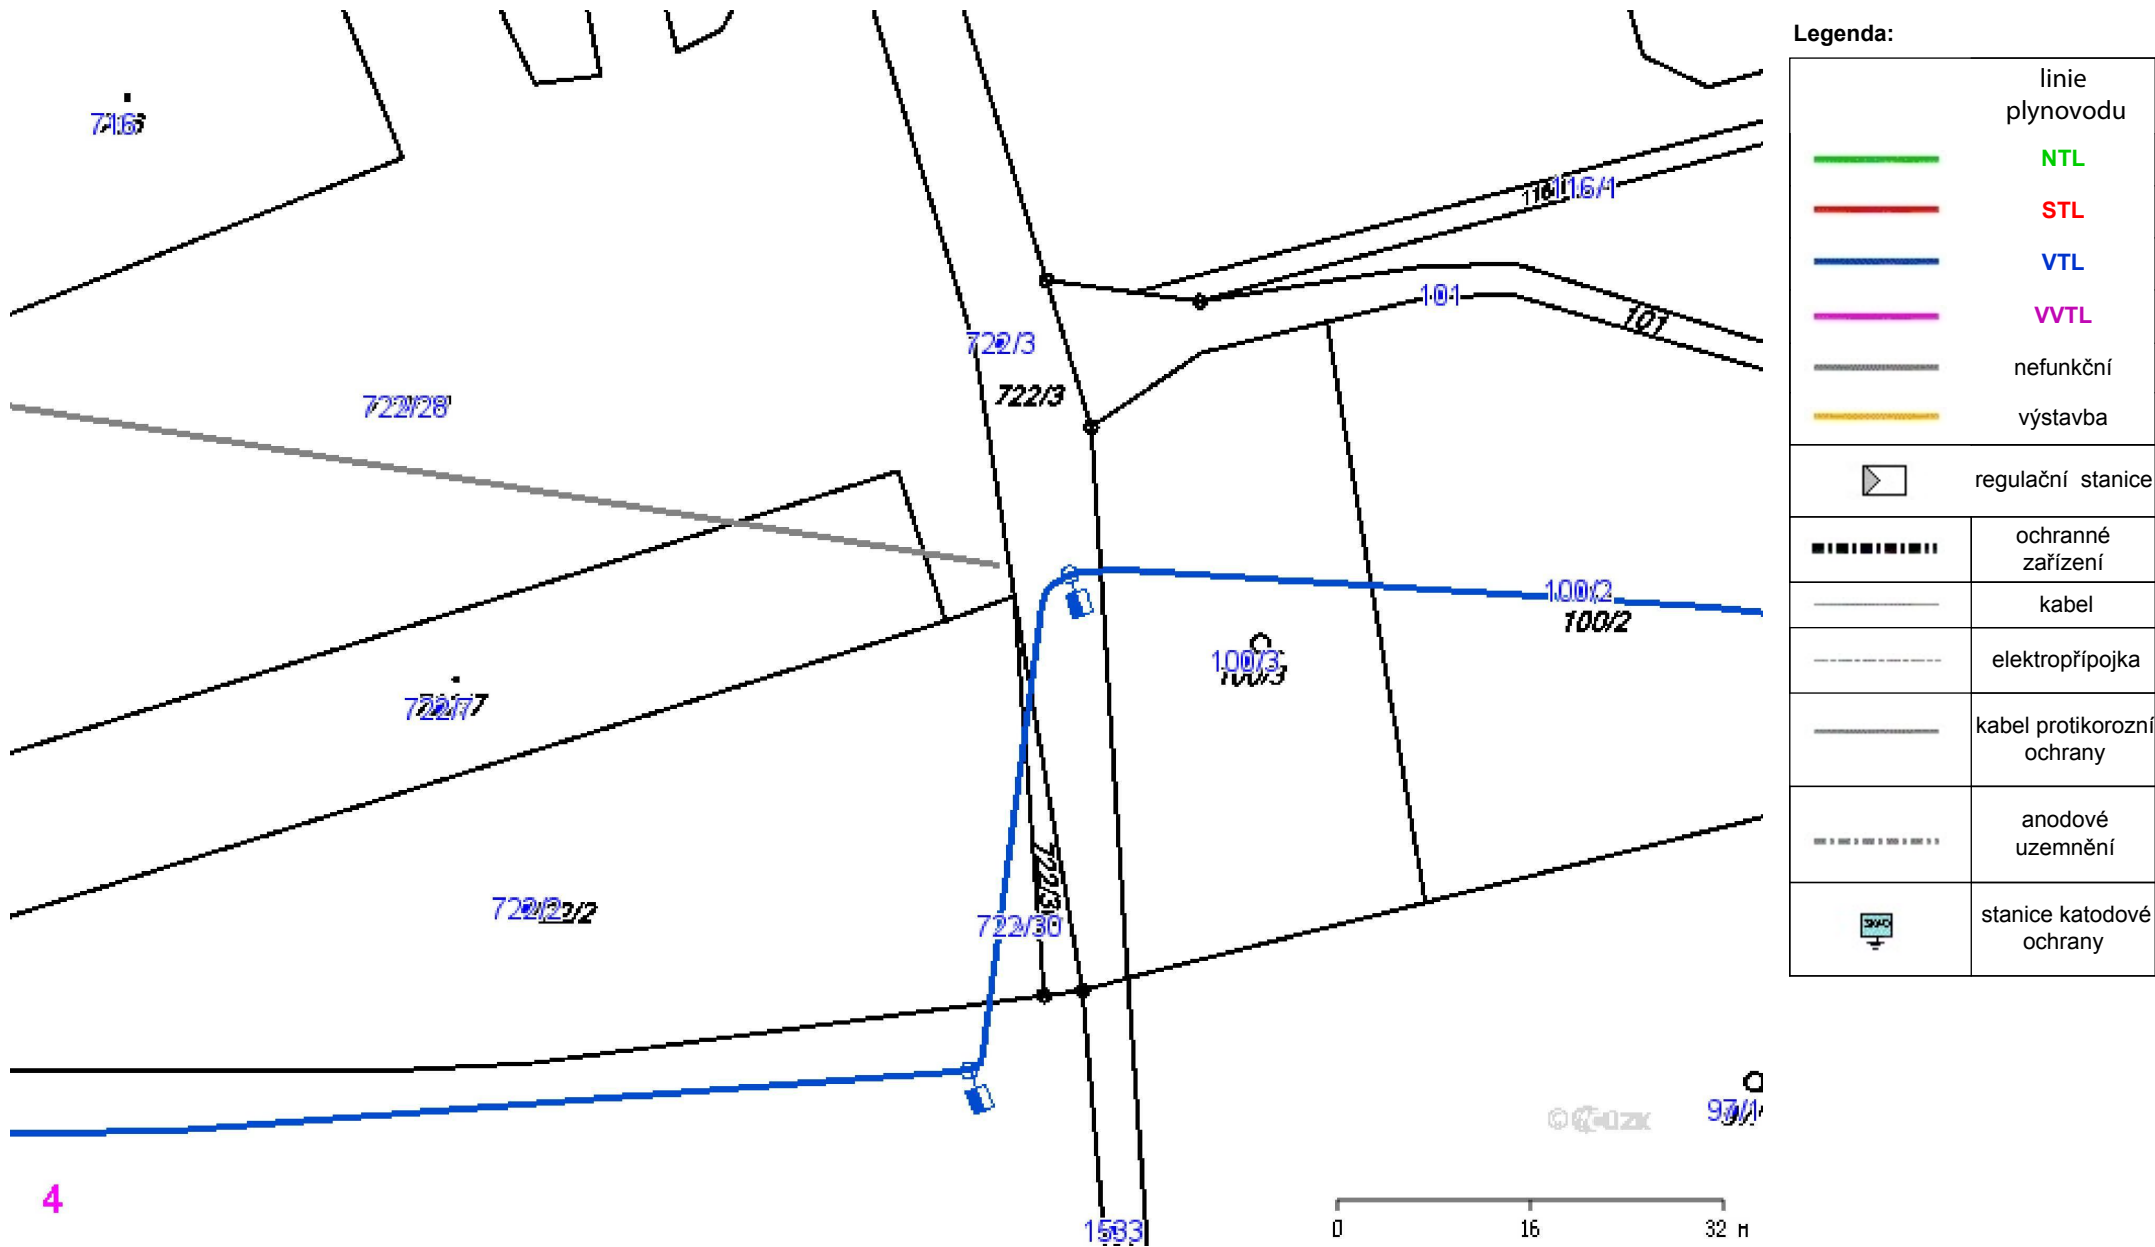 716
722/3
722/3
722/28
116/1
101
101
100/2
100/2
100/3
100/3
722/7
722/2
722/30
97/1
1533
4
0 16 32 M
Legenda:
linie
plynovodu
NTL
STL
VTL
VVTL
nefunkční
výstavba
regulační stanice
ochranné
zařízení
kabel
elektropřípojka
kabel protikorozní
ochrany
anodové
uzemnění
stanice katodové
ochrany